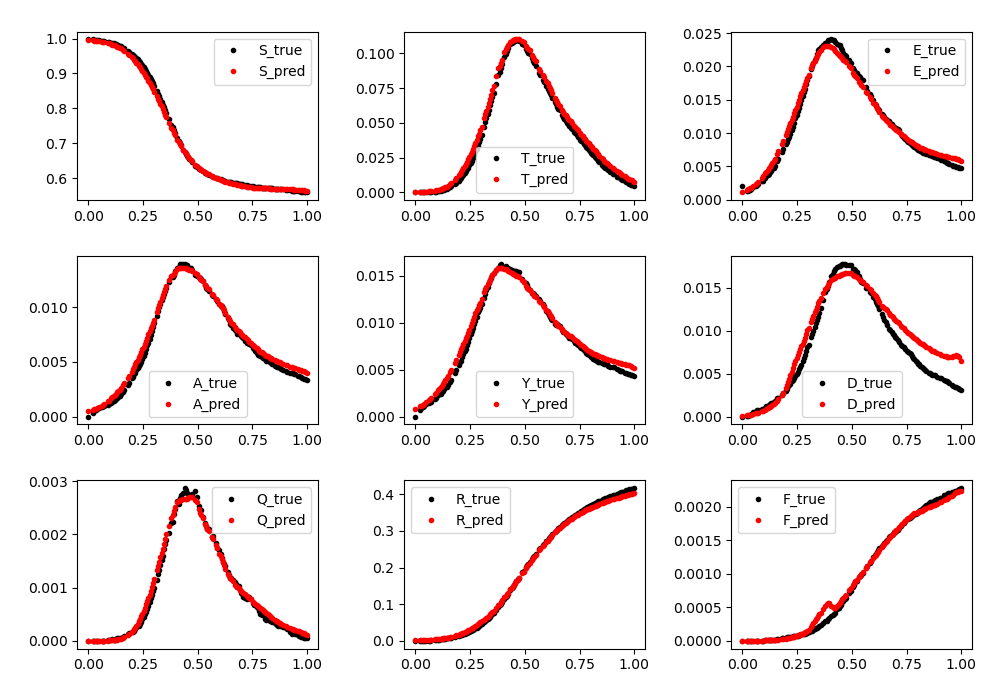 1.0
0.9
0.8
0.7
0.6
S_true
S_pred
0.00 0.25 0.50 0.75 1.00
0.100
0.075
0.050
0.025
0.000
T_true
T_pred
0.00 0.25 0.50 0.75 1.00
0.025
0.020
0.015
0.010
0.005
0.000
E_true
E_pred
0.00 0.25 0.50 0.75 1.00
0.010
0.005
0.000
A_true
A_pred
0.00 0.25 0.50 0.75 1.00
0.015
0.010
0.005
0.000
Y_true
Y_pred
0.00 0.25 0.50 0.75 1.00
0.015
0.010
0.005
0.000
D_true
D_pred
0.00 0.25 0.50 0.75 1.00
0.003
0.002
0.001
0.000
Q_true
Q_pred
0.00 0.25 0.50 0.75 1.00
0.4
0.3
0.2
0.1
0.0
R_true
R_pred
0.00 0.25 0.50 0.75 1.00
0.0020
0.0015
0.0010
0.0005
0.0000
F_true
F_pred
0.00 0.25 0.50 0.75 1.00